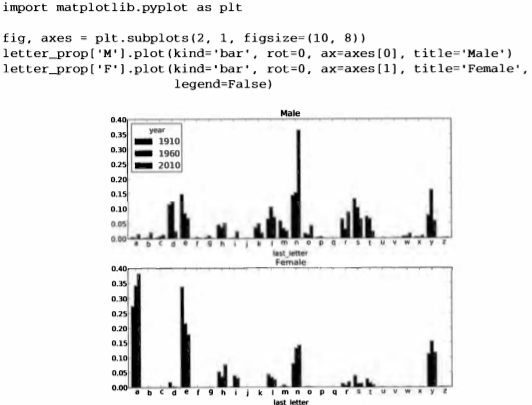 import matplotlib.pyplot as plt
fig, axes = plt.subplots(2, 1, figsize=(10, 8))
letter_prop['M'].plot(kind='bar', rot=0, ax=axes[0], title='Male')
letter_prop['F'].plot(kind='bar', rot=0, ax=axes[1], title='Female',
legend=False)
Male
0.40
0.35
0.30
0.25
0.20
0.15
0.10
0.05
0.00
year
1910
1960
2010
a b c d e f g h i j k l m n o p q r s t u v w x y z
last_letter
Female
0.40
0.35
0.30
0.25
0.20
0.15
0.10
0.05
0.00
a b c d e f g h i j k l m n o p q r s t u v w x y z
last_letter